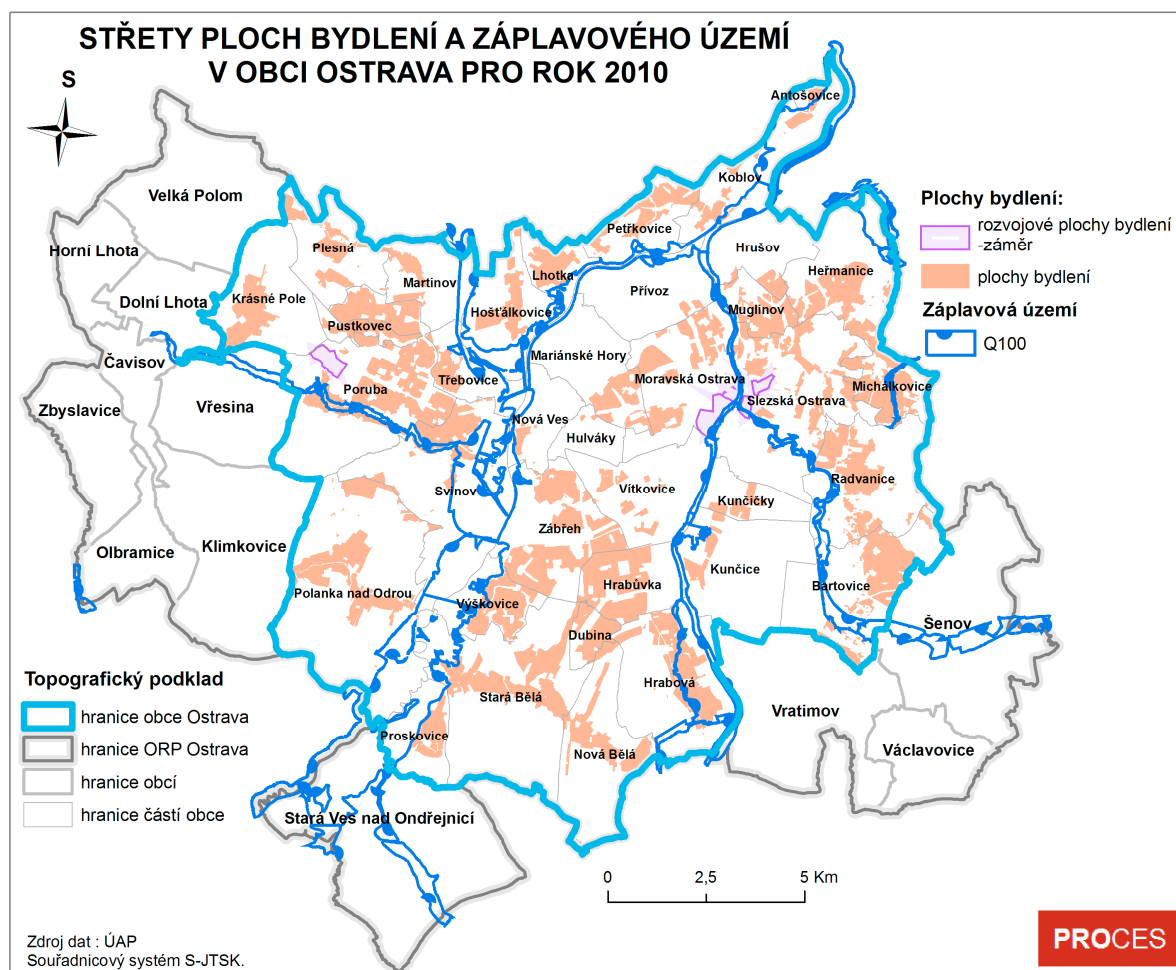 STŘETY PLOCH BYDLENÍ A ZÁPLAVOVÉHO ÚZEMÍ
V OBCI OSTRAVA PRO ROK 2010
S
Antošovice
Koblov
Velká Polom
Plochy bydlení:
rozvojové plochy bydlení
-záměr
plochy bydlení
Záplavová území
Q100
Petřkovice
Hrušov
Horní Lhota
Plesná
Martinov
Lhotka
Heřmanice
Přívoz
Dolní Lhota
Krásné Pole
Hošťálkovice
Muglinov
Pustkovec
Čavisov
Mariánské Hory
Zbyslavice
Vřesina
Poruba
Třebovice
Moravská Ostrava
Michálkovice
Slezská Ostrava
Nová Ves
Hulváky
Radvanice
Svinov
Vítkovice
Kunčičky
Zábřeh
Olbramice
Klimkovice
Kunčice
Polanka nad Odrou
Výškovice
Hrabůvka
Bartovice
Šenov
Dubina
Topografický podklad
hranice obce Ostrava
hranice ORP Ostrava
hranice obcí
hranice částí obce
Stará Bělá
Hrabová
Vratimov
Proskovice
Nová Bělá
Václavovice
Stará Ves nad Ondřejnicí
0 2,5 5 Km
Zdroj dat : ÚAP
Souřadnicový systém S-JTSK.
PROCES